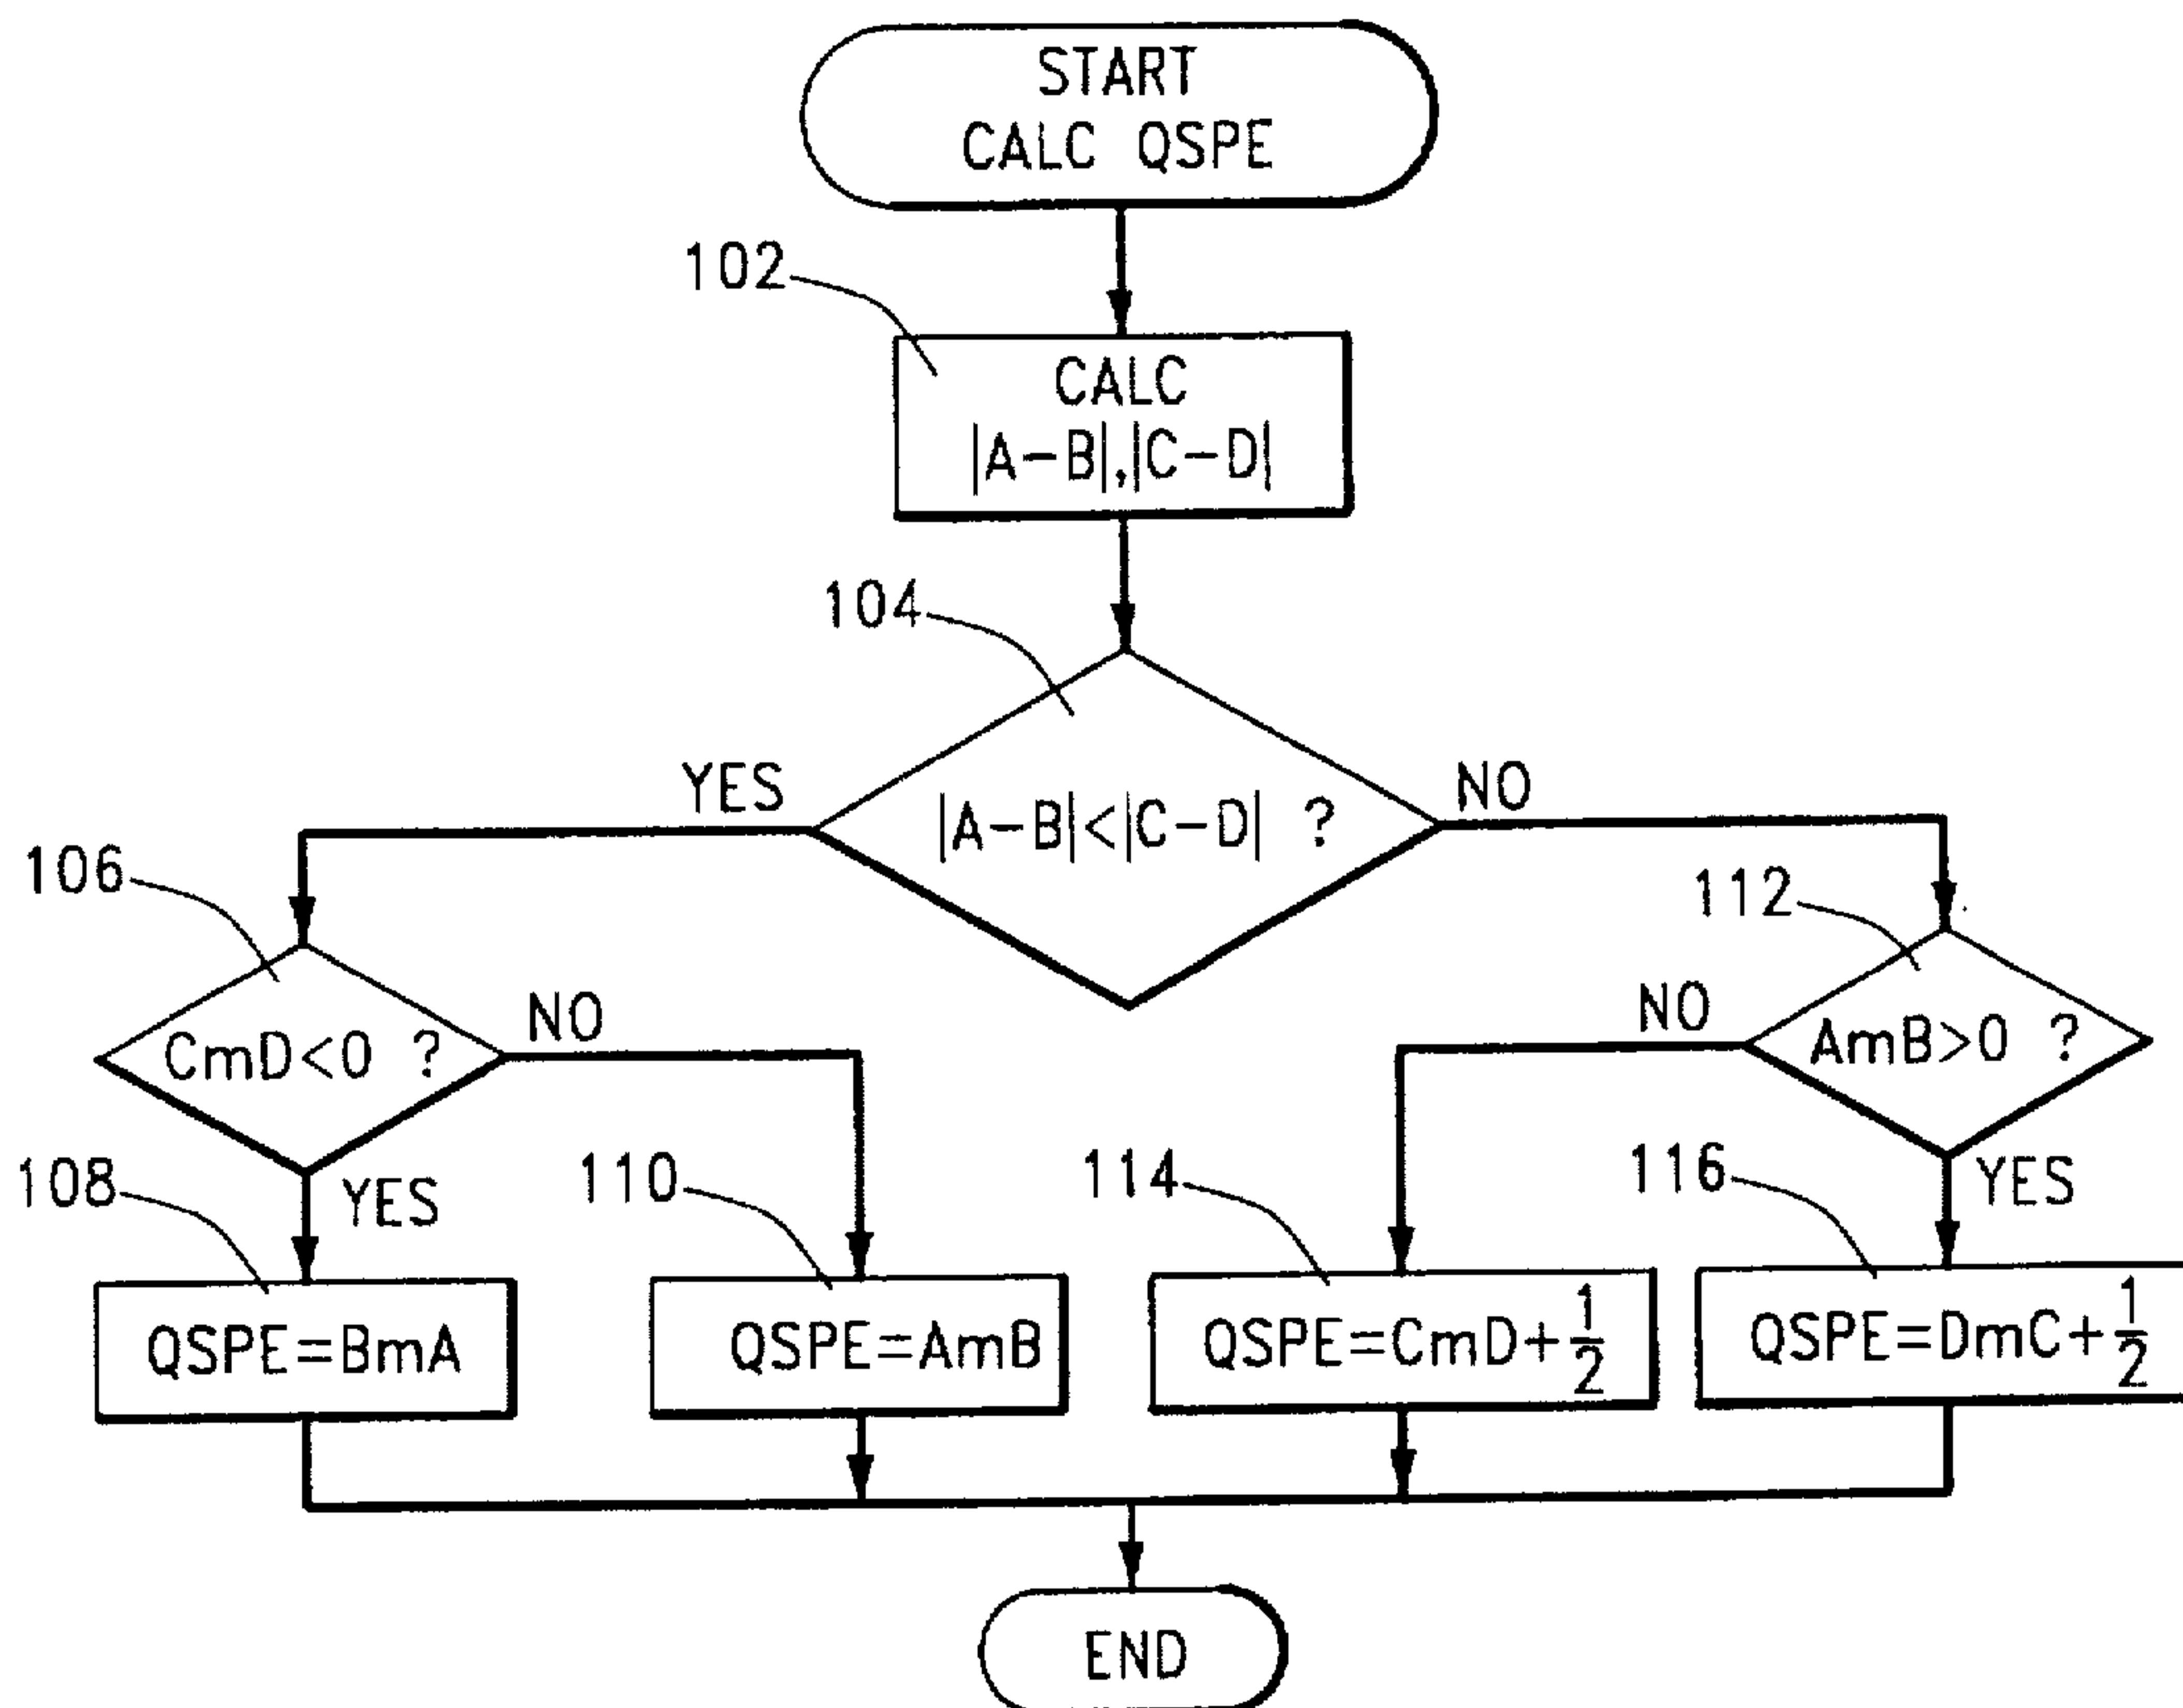 START
CALC QSPE
102
CALC
|A-B|,|C-D|
104
YES
|A-B|<|C-D| ?
NO
106
112
CmD<0 ?
NO
NO
AmB>0 ?
108
YES
110
114
116
YES
QSPE=BmA
QSPE=AmB
QSPE=CmD+1/2
QSPE=DmC+1/2
END